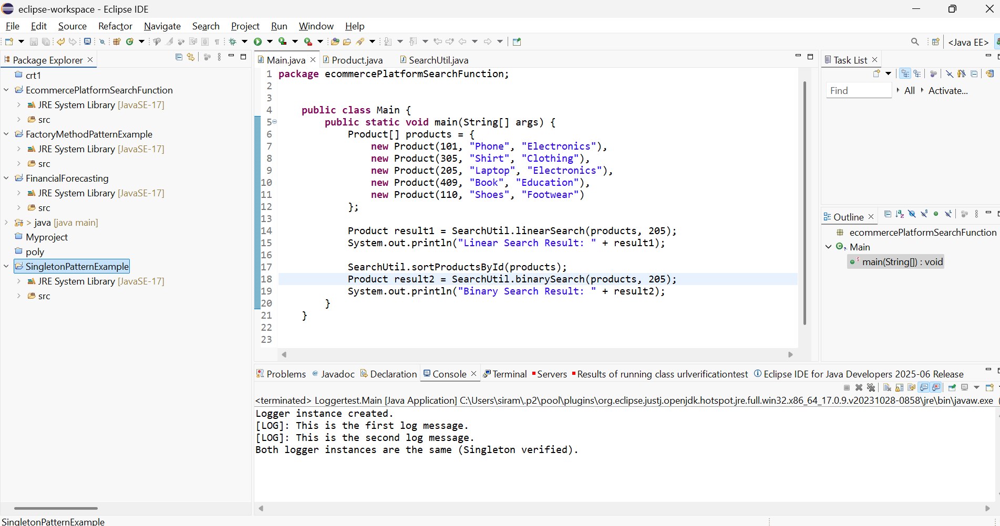 eclipse-workspace - Eclipse IDE
File Edit Source Refactor Navigate Search Project Run Window Help
<Java EE>
Package Explorer
crt1
EcommercePlatformSearchFunction
JRE System Library [JavaSE-17]
src
FactoryMethodPatternExample
JRE System Library [JavaSE-17]
src
FinancialForecasting
JRE System Library [JavaSE-17]
src
> java [java main]
Myproject
poly
SingletonPatternExample
JRE System Library [JavaSE-17]
src
Main.java Product.java SearchUtil.java
1 package ecommercePlatformSearchFunction;
2
3
4 public class Main {
5 public static void main(String[] args) {
6 Product[] products = {
7 new Product(101, "Phone", "Electronics"),
8 new Product(305, "Shirt", "Clothing"),
9 new Product(205, "Laptop", "Electronics"),
10 new Product(409, "Book", "Education"),
11 new Product(110, "Shoes", "Footwear")
12 };
13
14 Product result1 = SearchUtil.linearSearch(products, 205);
15 System.out.println("Linear Search Result: " + result1);
16
17 SearchUtil.sortProductsById(products);
18 Product result2 = SearchUtil.binarySearch(products, 205);
19 System.out.println("Binary Search Result: " + result2);
20 }
21 }
22
23
Task List
Find All Activate...
Outline
ecommercePlatformSearchFunction
Main
main(String[]) : void
Problems Javadoc Declaration Console Terminal Servers Results of running class urlverificationtest Eclipse IDE for Java Developers 2025-06 Release
<terminated> Loggertest.Main [Java Application] C:\Users\siram\.p2\pool\plugins\org.eclipse.justj.openjdk.hotspot.jre.full.win32.x86_64_17.0.9.v20231028-0858\jre\bin\javaw.exe (
Logger instance created.
[LOG]: This is the first log message.
[LOG]: This is the second log message.
Both logger instances are the same (Singleton verified).
SingletonPatternExample